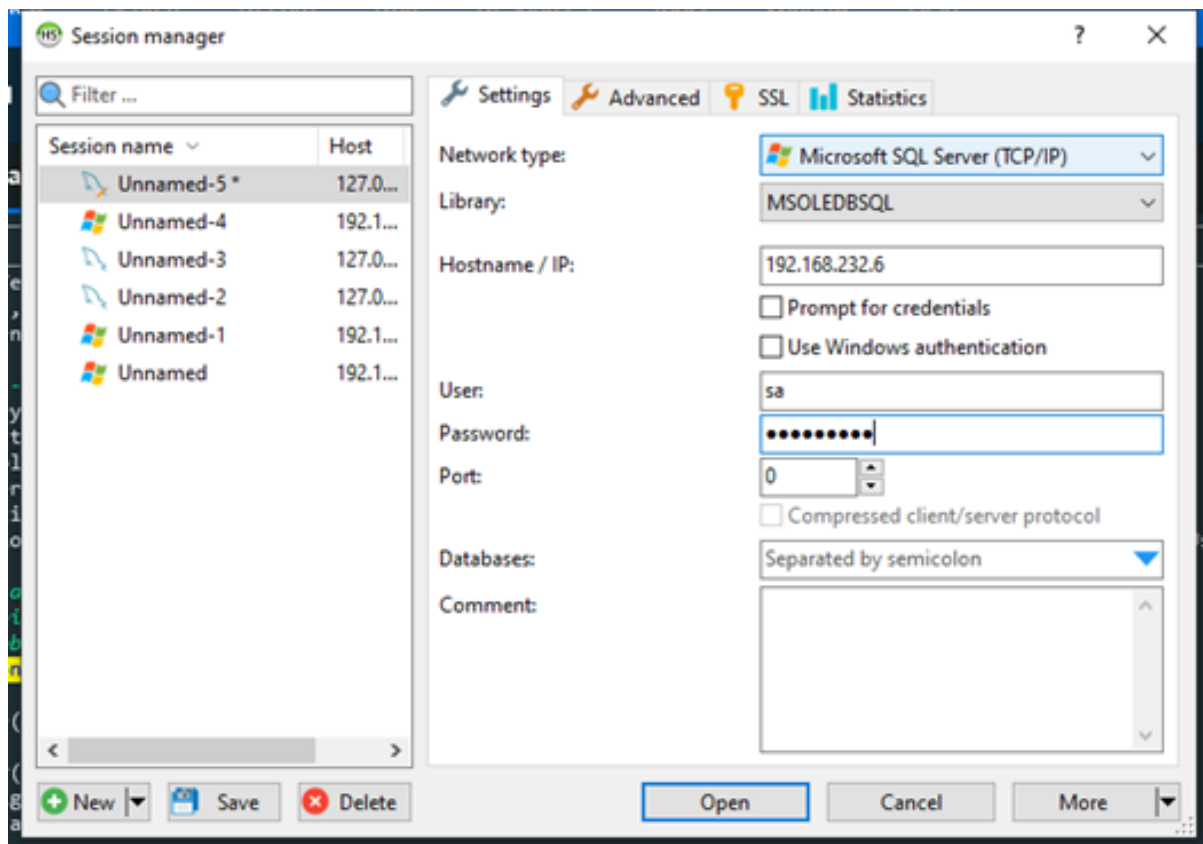 Session manager
?
Filter ...
Session name
Host
Unnamed-5 *
127.0...
Unnamed-4
192.1...
Unnamed-3
127.0...
Unnamed-2
127.0...
Unnamed-1
192.1...
Unnamed
192.1...
New
Save
Delete
Settings
Advanced
SSL
Statistics
Network type:
Microsoft SQL Server (TCP/IP)
Library:
MSOLEDBSQL
Hostname / IP:
192.168.232.6
Prompt for credentials
Use Windows authentication
User:
sa
Password:
•••••••••
Port:
0
Compressed client/server protocol
Databases:
Separated by semicolon
Comment:
Open
Cancel
More